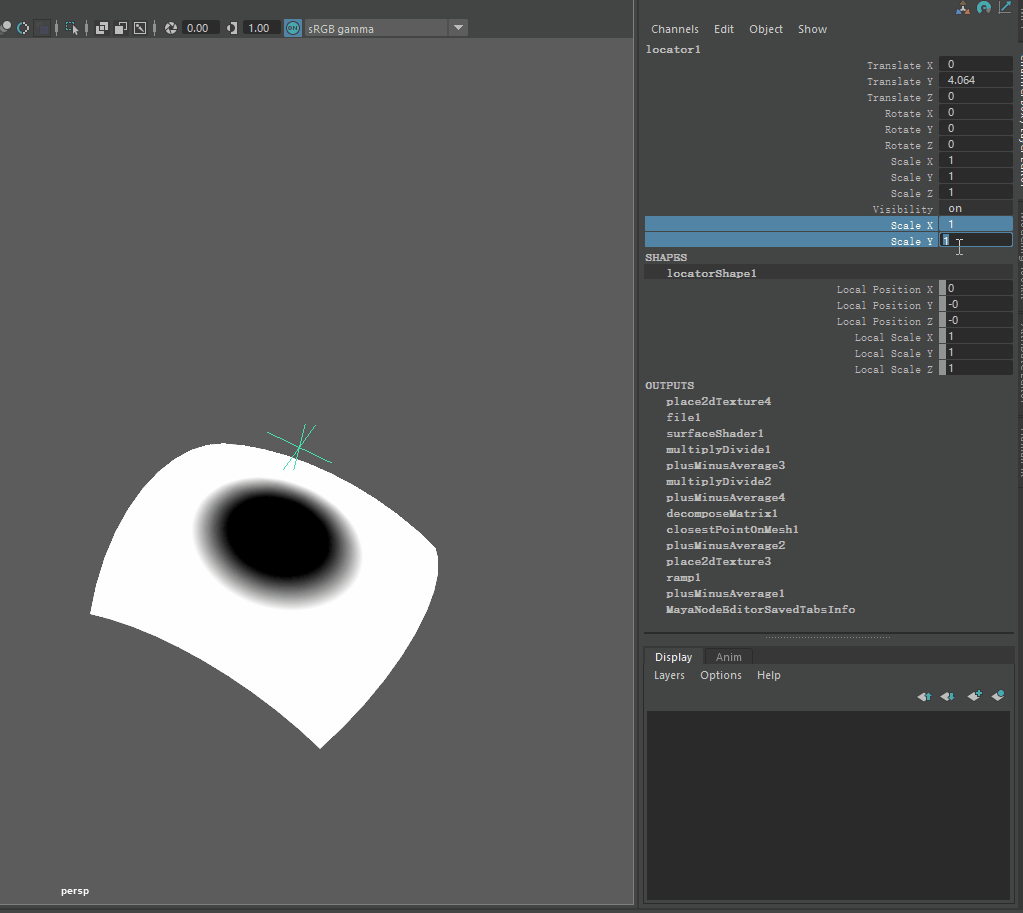 0.00 1.00 ON sRGB gamma
Channels Edit Object Show
locator1
Translate X 0
Translate Y 4.064
Translate Z 0
Rotate X 0
Rotate Y 0
Rotate Z 0
Scale X 1
Scale Y 1
Scale Z 1
Visibility on
Scale X 1
Scale Y 1
SHAPES
locatorShape1
Local Position X 0
Local Position Y -0
Local Position Z -0
Local Scale X 1
Local Scale Y 1
Local Scale Z 1
OUTPUTS
place2dTexture4
file1
surfaceShader1
multiplyDivide1
plusMinusAverage3
multiplyDivide2
plusMinusAverage4
decomposeMatrix1
closestPointOnMesh1
plusMinusAverage2
place2dTexture3
ramp1
plusMinusAverage1
MayaNodeEditorSavedTabsInfo
Display Anim
Layers Options Help
persp